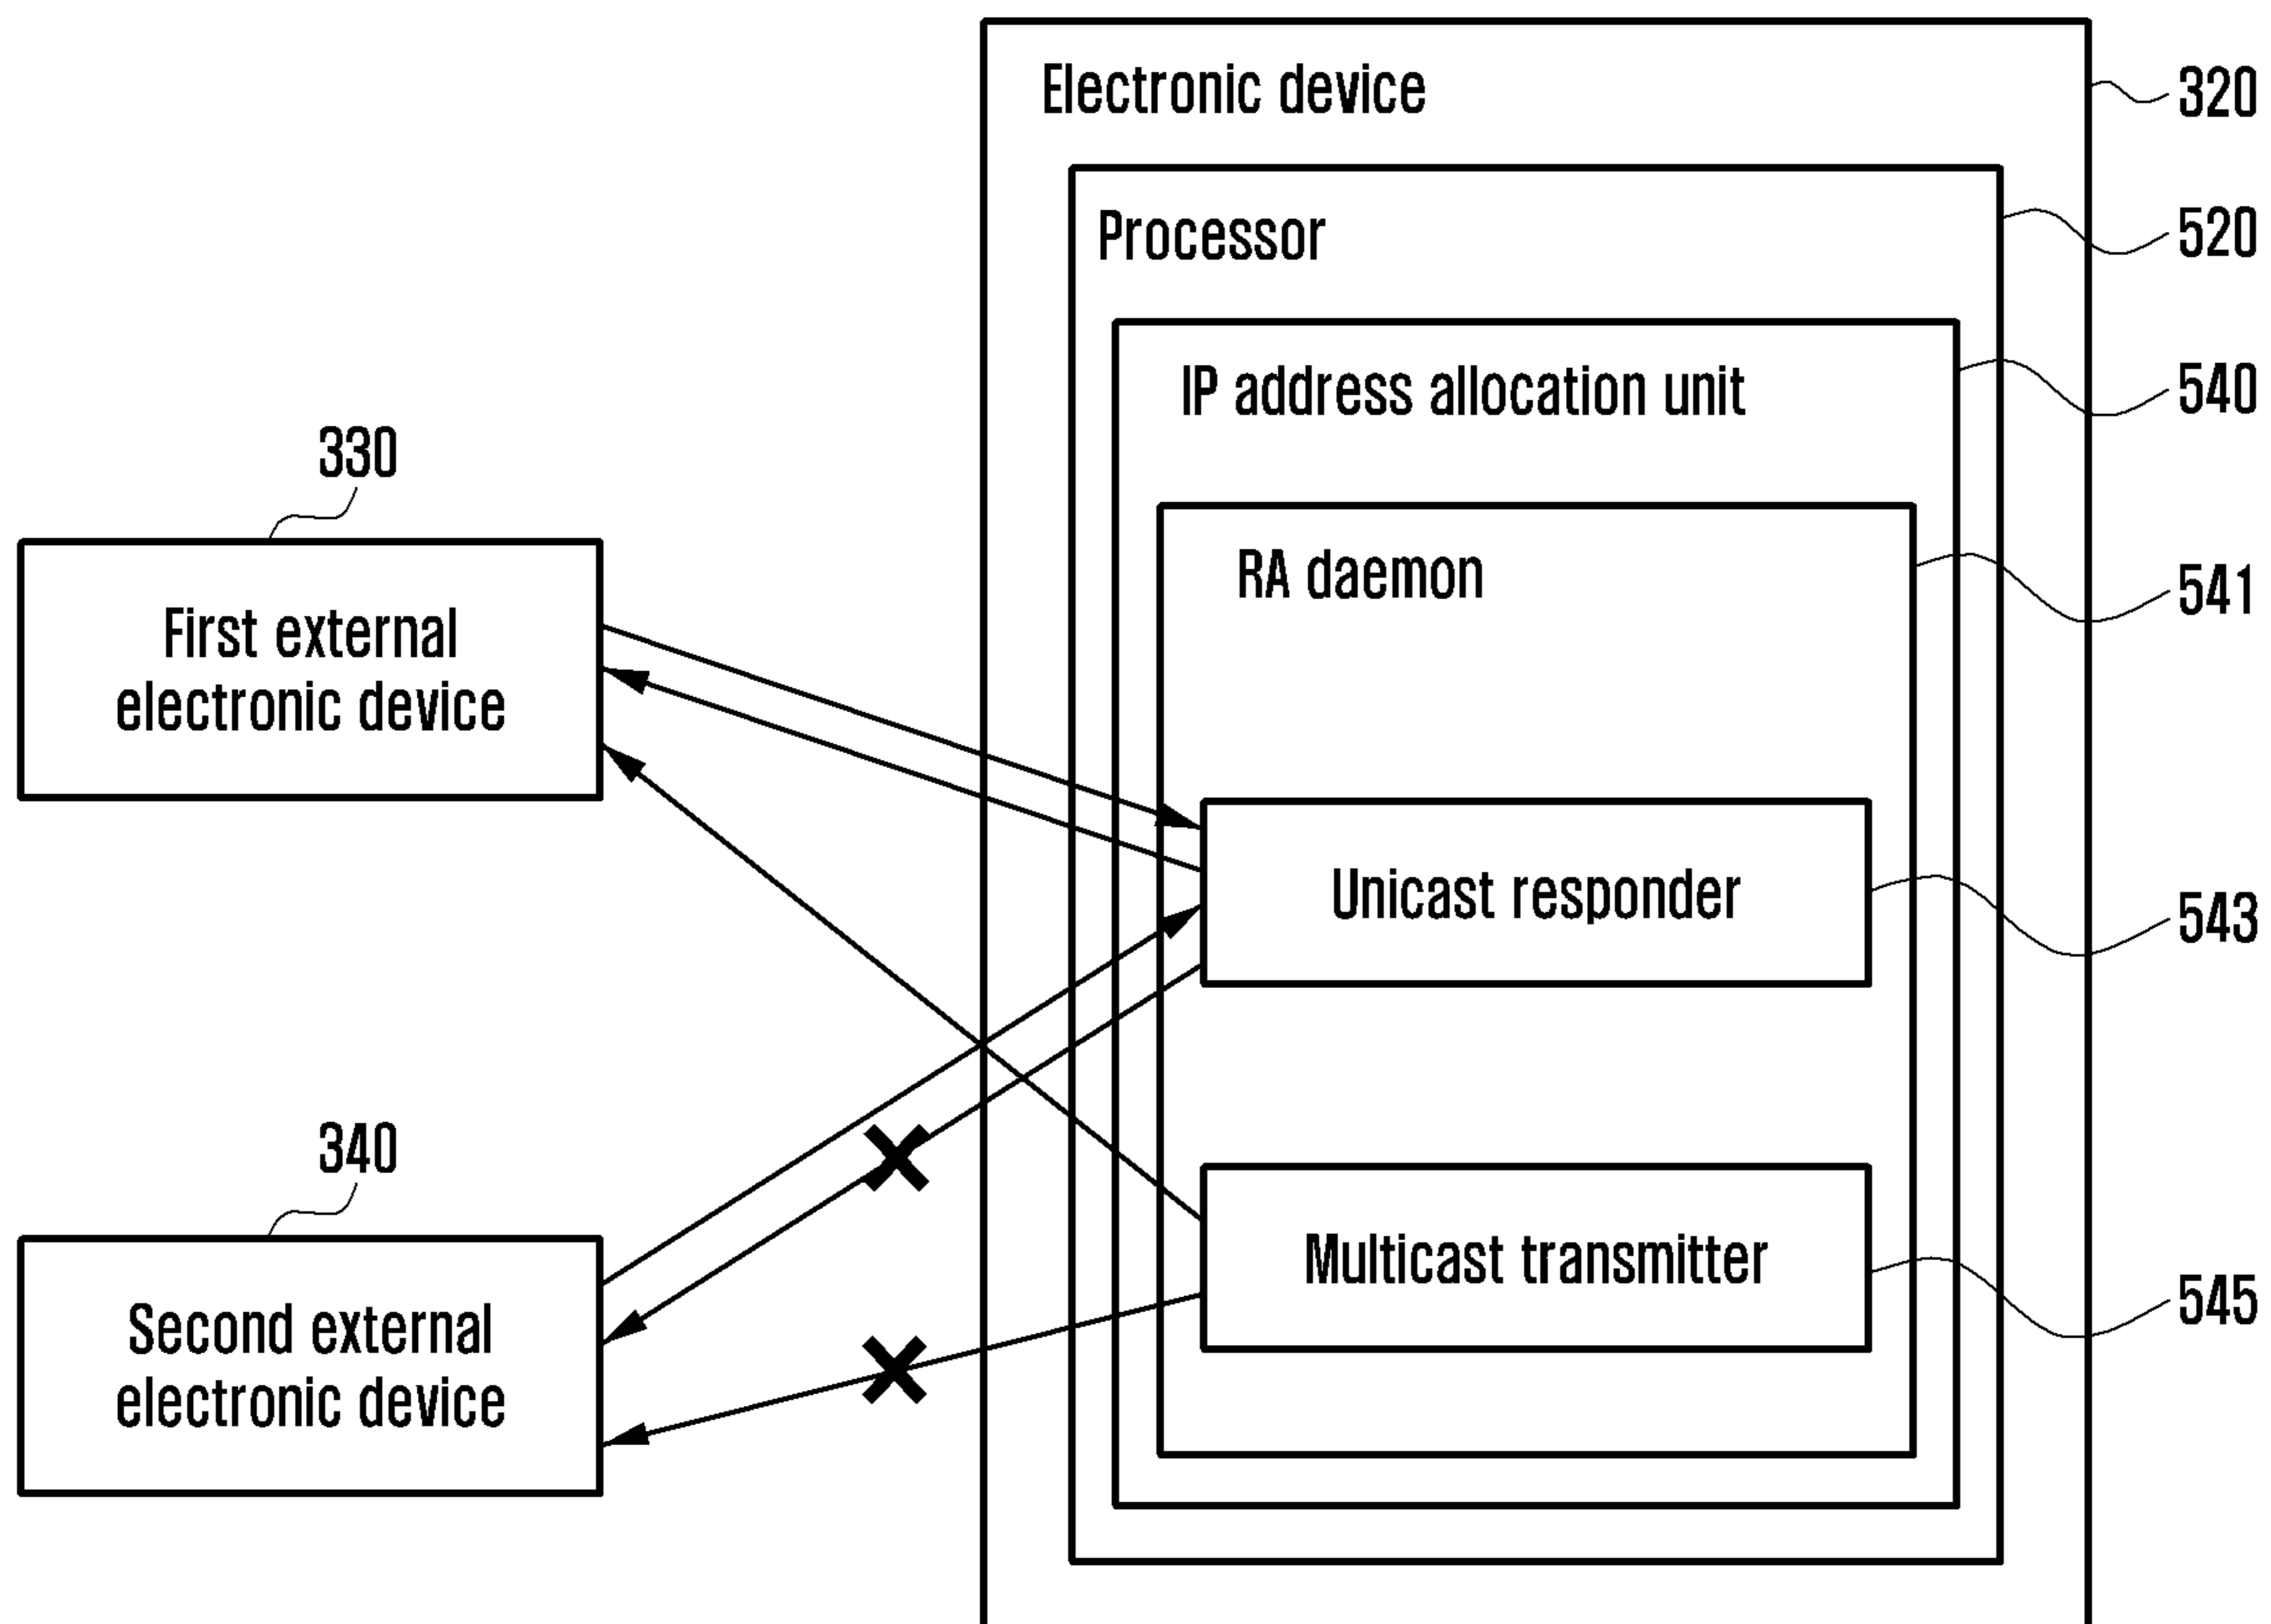 Electronic device
320
Processor
520
IP address allocation unit
540
330
RA daemon
541
First external
electronic device
Unicast responder
543
340
Multicast transmitter
545
Second external
electronic device